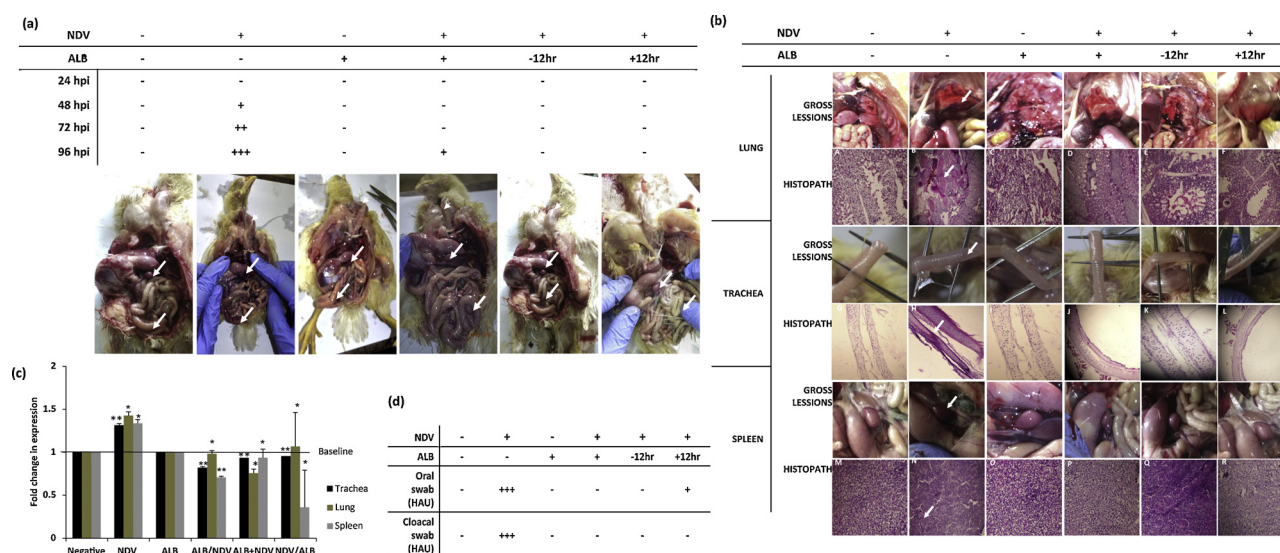 (a)
NDV - + - + + +
ALB - - + + -12hr +12hr
24 hpi - - - - - -
48 hpi - + - - - -
72 hpi - ++ - - - -
96 hpi - +++ - + - -
(b)
NDV - + - + + +
ALB - - + + -12hr +12hr
LUNG
GROSS
LESSIONS
HISTOPATH
A B C D E F
TRACHEA
GROSS
LESSIONS
HISTOPATH
H I J K L
SPLEEN
GROSS
LESSIONS
HISTOPATH
M N O P Q R
(c)
Fold change in expression
2
1.5
1
0.5
0
** * *
** * ** ** * * ** * *
Baseline
Trachea
Lung
Spleen
Negative NDV ALB ALB/NDV ALB+NDV NDV/ALB
(d)
NDV - + - + + +
ALB - - + + -12hr +12hr
Oral
swab
(HAU)
- +++ - - - +
Cloacal
swab
(HAU)
- +++ - - - -